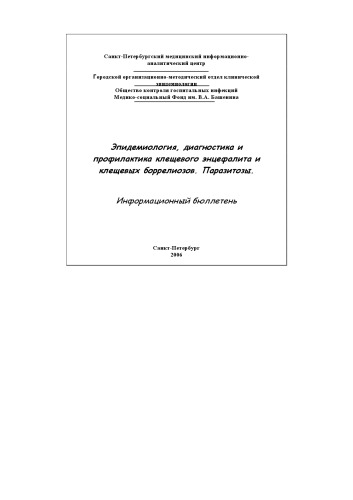 Санкт-Петербургский медицинский информационно-
аналитический центр
Городской организационно-методический отдел клинической
эпидемиологии
Общество контроля госпитальных инфекций
Медико-социальный Фонд им. В.А. Башенина
Эпидемиология, диагностика и
профилактика клещевого энцефалита и
клещевых боррелиозов. Паразитозы.
Информационный бюллетень
Санкт-Петербург
2006